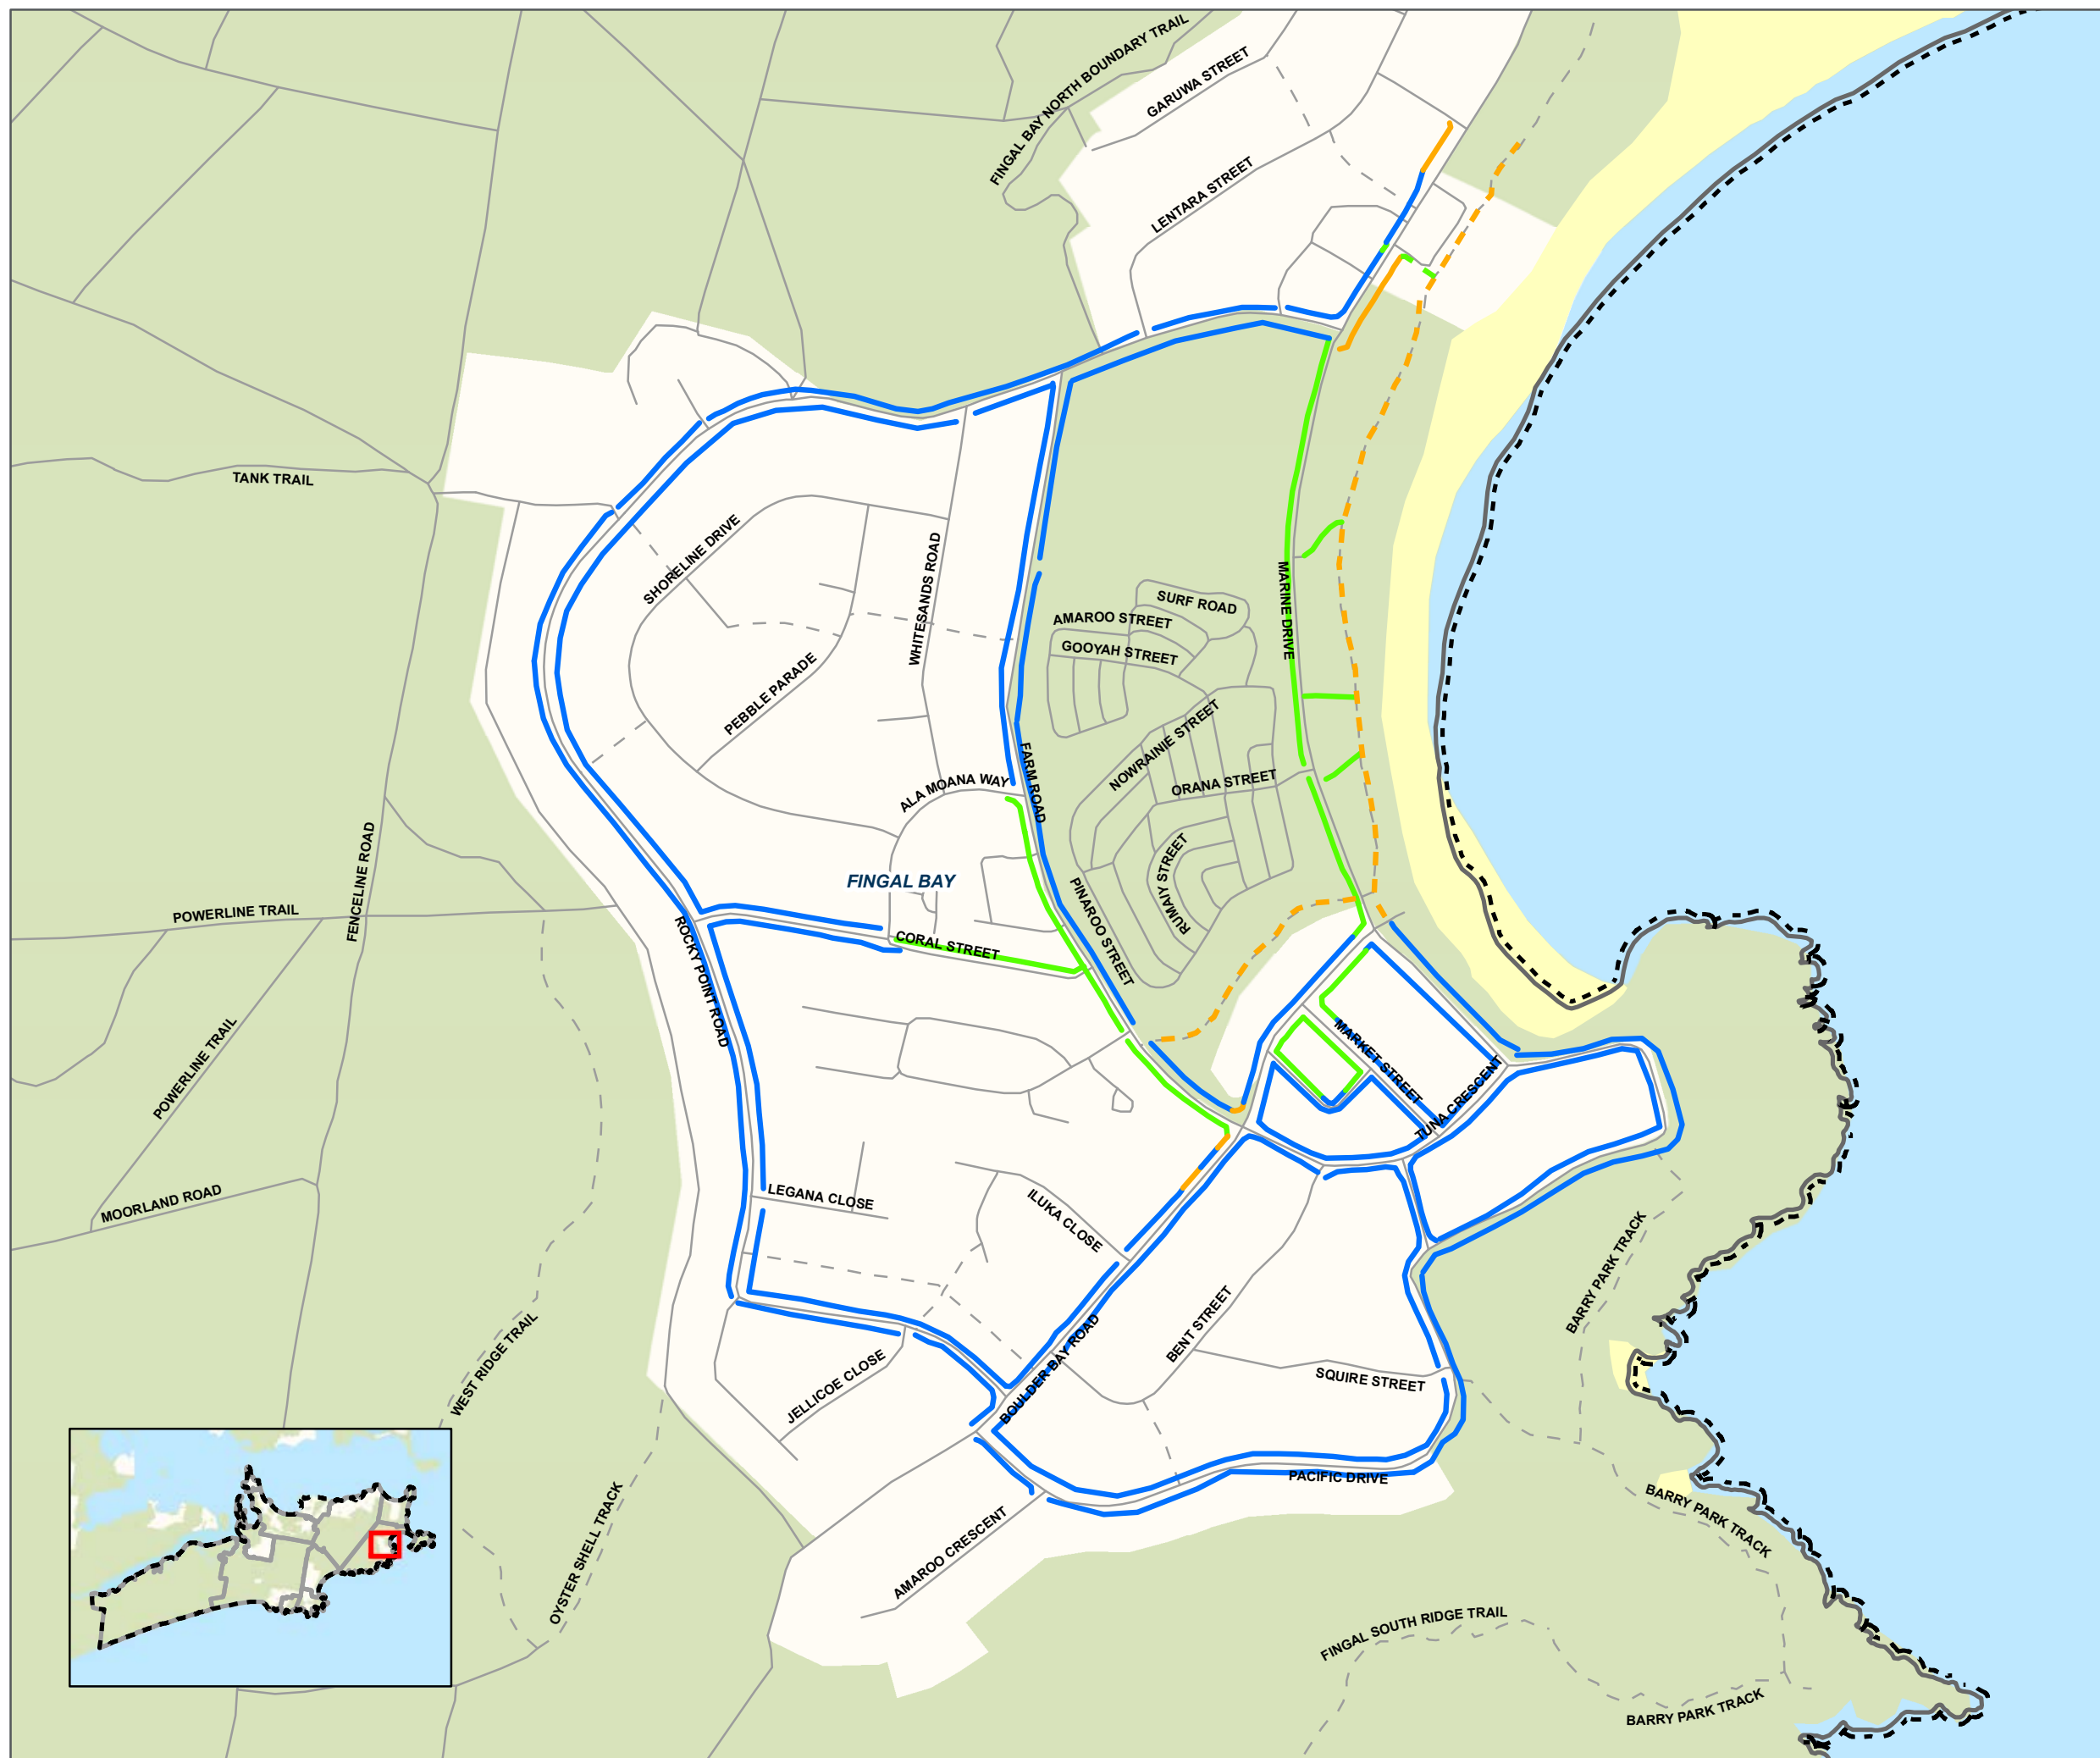 FINGAL BAY NORTH BOUNDARY TRAIL
GARUWA STREET
LENTARA STREET
TANK TRAIL
SHORELINE DRIVE
WHITESANDS ROAD
MARINE DRIVE
SURF ROAD
AMAROO STREET
GOOYAH STREET
PEBBLE PARADE
NOWRAINIE STREET
FARM ROAD
ALA MOANA WAY
ORANA STREET
FENCELINE ROAD
RUMAIY STREET
FINGAL BAY
PINAROO STREET
POWERLINE TRAIL
CORAL STREET
ROCKY POINT ROAD
POWERLINE TRAIL
MARKET STREET
TUNA CRESCENT
LEGANA CLOSE
MOORLAND ROAD
ILUKA CLOSE
BARRY PARK TRACK
BENT STREET
WEST RIDGE TRAIL
BOULDER BAY ROAD
JELLICOE CLOSE
SQUIRE STREET
PACIFIC DRIVE
BARRY PARK TRACK
OYSTER SHELL TRACK
AMAROO CRESCENT
FINGAL SOUTH RIDGE TRAIL
BARRY PARK TRACK